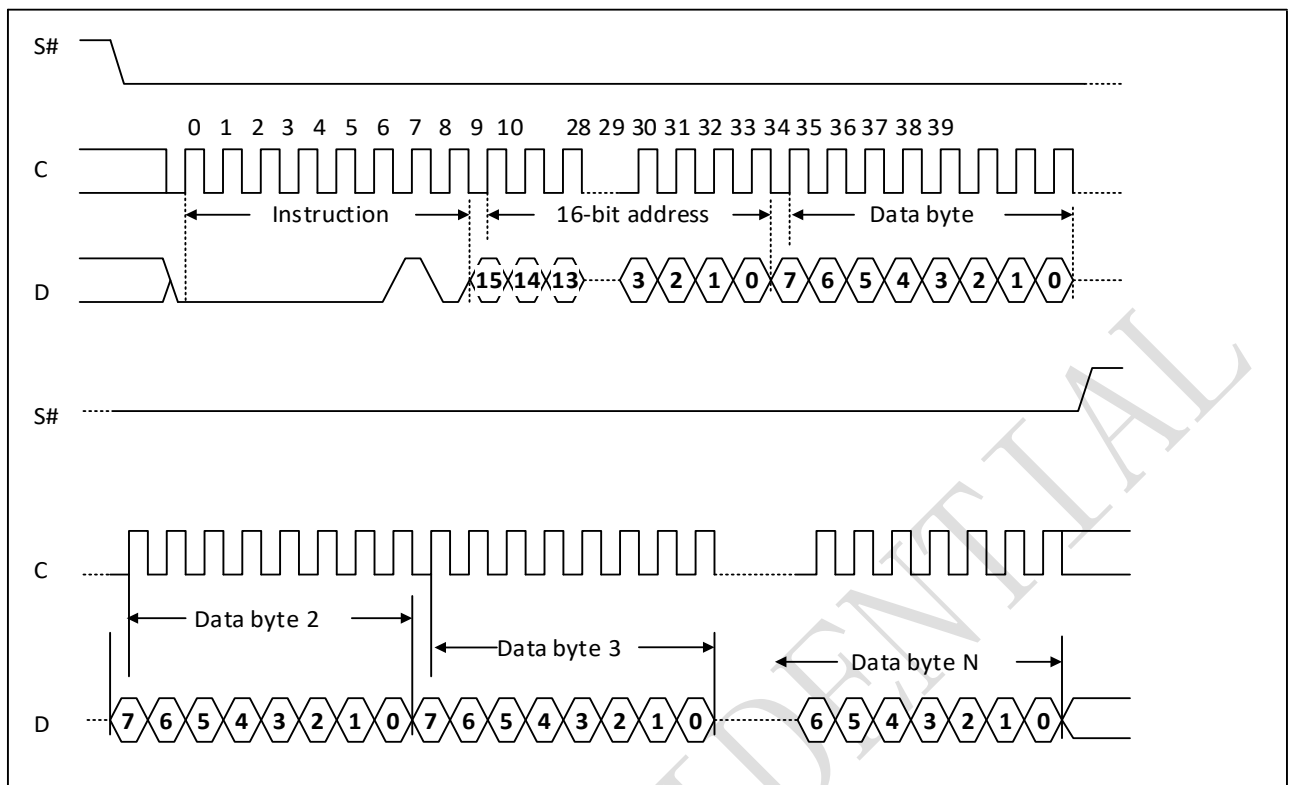 S#
0 1 2 3 4 5 6 7 8 9 10 28 29 30 31 32 33 34 35 36 37 38 39
C
Instruction 16-bit address Data byte
D 15 14 13 3 2 1 0 7 6 5 4 3 2 1 0
S#
C
Data byte 2
Data byte 3 Data byte N
D 7 6 5 4 3 2 1 0 7 6 5 4 3 2 1 0 6 5 4 3 2 1 0
DENTIAL